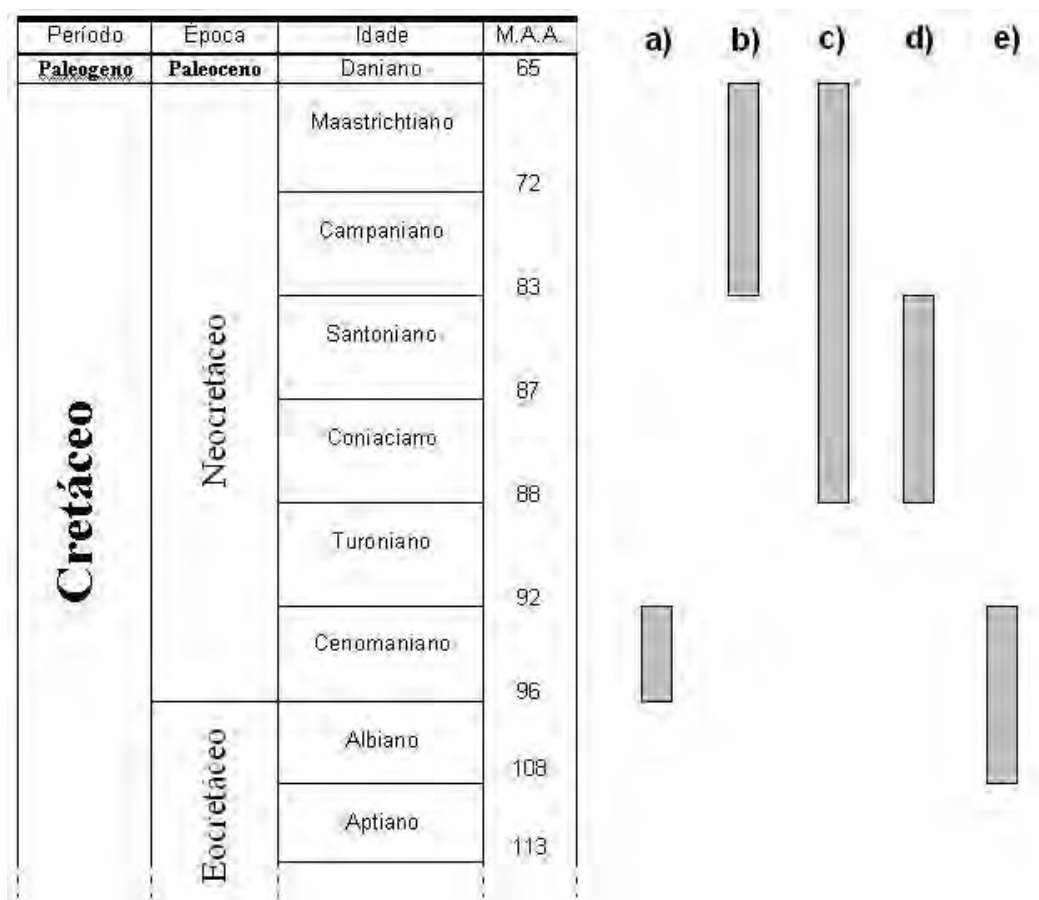 Período Época Idade M.A.A. a) b) c) d) e)
Paleogeno Paleoceno Daniano 65
Maastrichtiano
72
Campaniano
83
Santoniano
87
Coniaciano
88
Turoniano
92
Cenomaniano
96
Albiano
108
Aptiano
113
Cretáceo
Neocretáceo
Eocretáceo